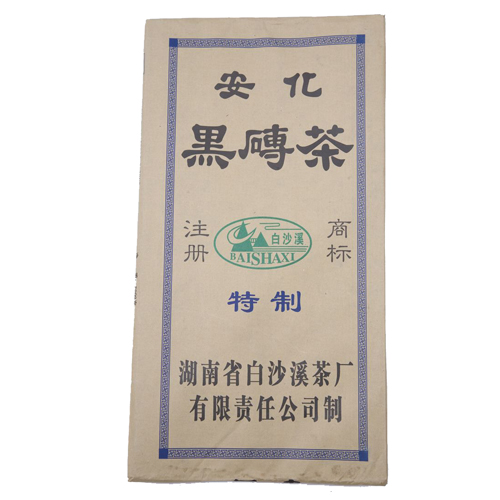 安化
黑磚茶
注册
商标
白沙溪
BAISHAXI
特制
湖南省白沙溪茶厂
有限责任公司制